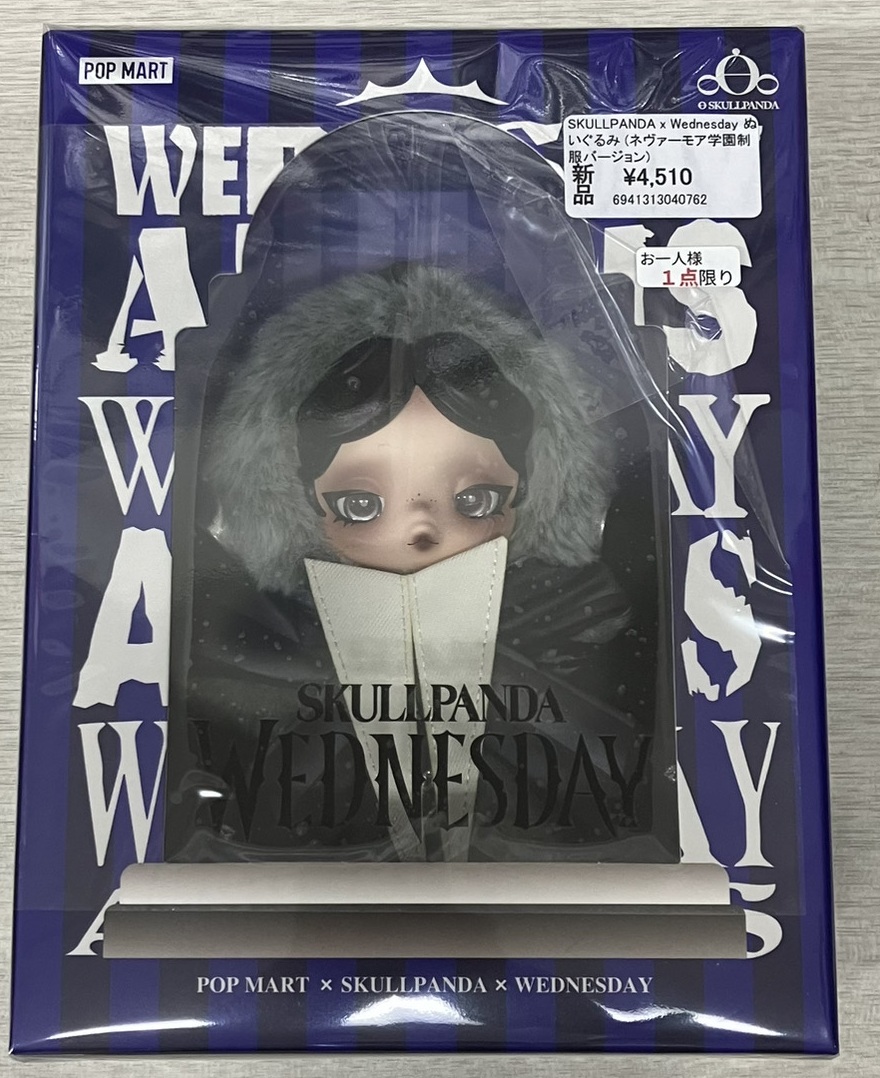 POP MART
SKULLPANDA
SKULLPANDA x Wednesday ぬ
いぐるみ (ネヴァーモア学園制
服バージョン)
新品
¥4,510
6941313040762
お一人様
1点限り
SKULLPANDA
WEDNESDAY
POP MART × SKULLPANDA × WEDNESDAY